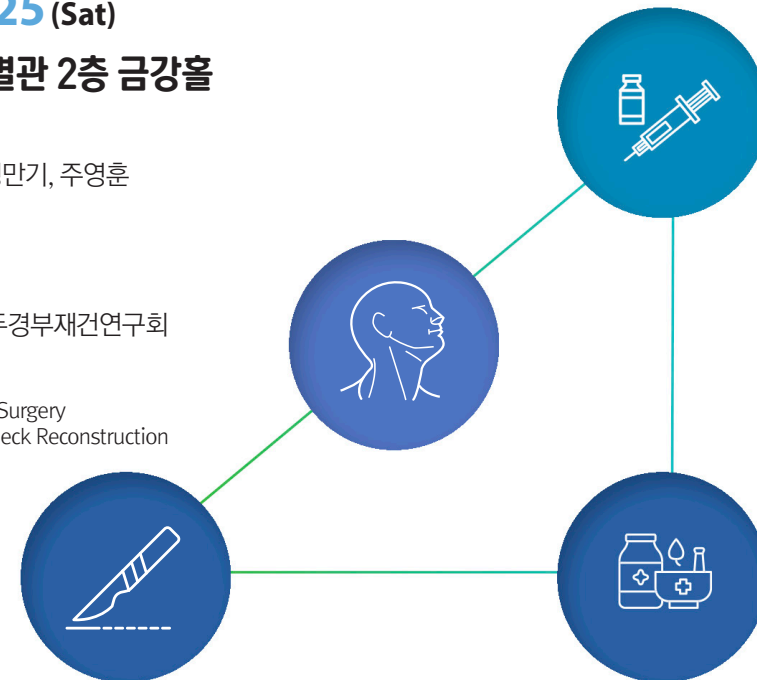 25 (Sat)
별관 2층 금강홀
만기, 주영훈
두경부재건연구회
Surgery
eck Reconstruction